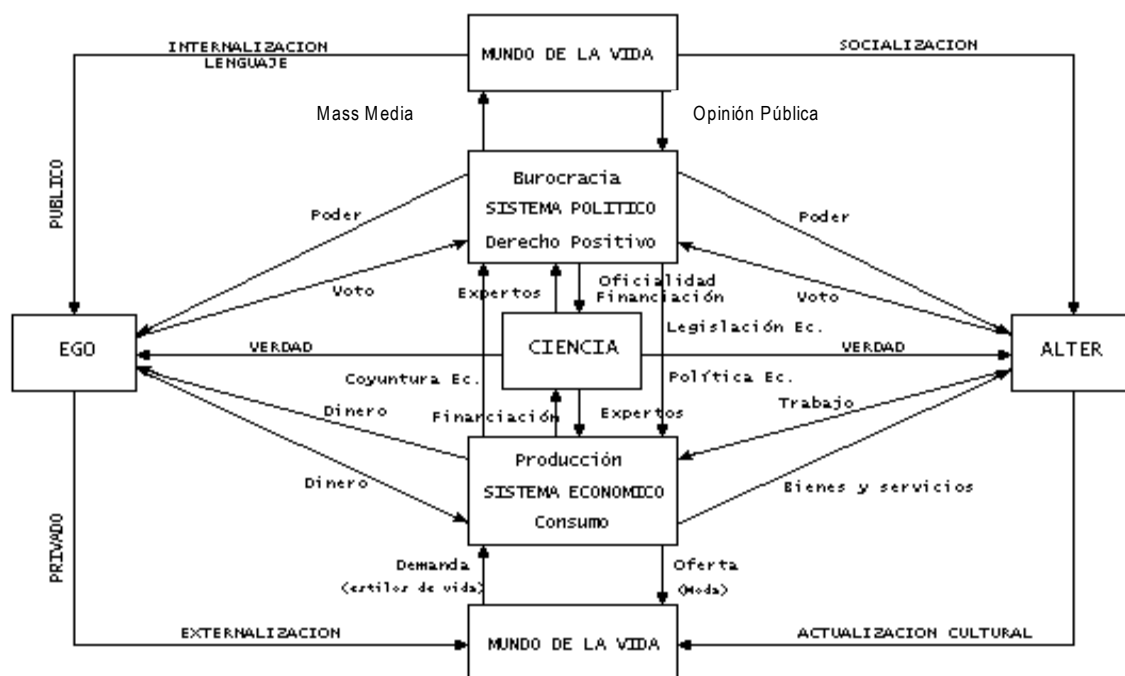 INTERNALIZACION
LENGUAJE
MUNDO DE LA VIDA
SOCIALIZACION
Mass Media
Opinión Pública
PUBLICO
Burocracia
SISTEMA POLITICO
Derecho Positivo
Poder
Poder
Voto
Voto
Expertos
Oficialidad
Financiación
Legislación Ec.
EGO
VERDAD
CIENCIA
VERDAD
ALTER
Coyuntura Ec.
Política Ec.
Dinero
Financiación
Expertos
Trabajo
Producción
SISTEMA ECONOMICO
Consumo
Dinero
Bienes y servicios
PRIVADO
Demanda
(estilos de vida)
Oferta
(Moda)
EXTERNALIZACION
MUNDO DE LA VIDA
ACTUALIZACION CULTURAL